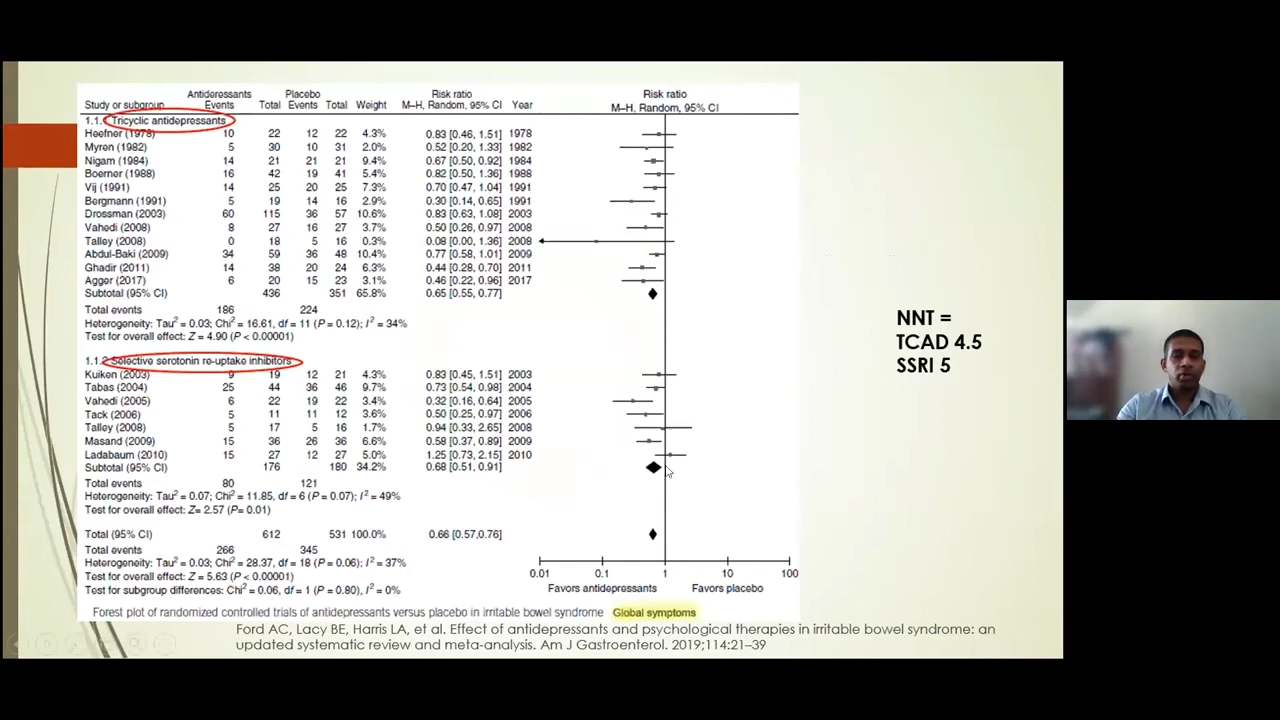 Antideressants Placebo Risk ratio Risk ratio
Study or subgroup Events Total Events Total Weight M–H, Random, 95% CI Year M–H, Random, 95% CI
1.1. Tricyclic antidepressants
Heefner (1978) 10 22 12 22 4.3% 0.83 [0.46, 1.51] 1978
Myren (1982) 5 30 10 31 2.0% 0.52 [0.20, 1.33] 1982
Nigam (1984) 14 21 21 21 9.4% 0.67 [0.50, 0.92] 1984
Boerner (1988) 16 42 19 41 5.4% 0.82 [0.50, 1.36] 1988
Vij (1991) 14 25 20 25 7.3% 0.70 [0.47, 1.04] 1991
Bergmann (1991) 5 19 14 16 2.9% 0.30 [0.14, 0.65] 1991
Drossman (2003) 60 115 36 57 10.6% 0.83 [0.63, 1.08] 2003
Vahedi (2008) 8 27 16 27 3.9% 0.50 [0.26, 0.97] 2008
Talley (2008) 0 18 5 16 0.3% 0.08 [0.00, 1.36] 2008
Abdul-Baki (2009) 34 59 36 48 10.4% 0.77 [0.58, 1.01] 2009
Ghadir (2011) 14 38 20 24 6.3% 0.44 [0.28, 0.70] 2011
Agger (2017) 6 20 15 23 3.1% 0.46 [0.22, 0.96] 2017
Subtotal (95% CI) 436 351 65.8% 0.65 [0.55, 0.77]
Total events 186 224
Heterogeneity: Tau² = 0.03; Chi² = 16.61, df = 11 (P = 0.12); I² = 34%
Test for overall effect: Z = 4.90 (P < 0.00001)
1.1.2 Selective serotonin re-uptake inhibitors
Kuiken (2003) 9 19 12 21 4.3% 0.83 [0.45, 1.51] 2003
Tabas (2004) 25 44 36 46 9.7% 0.73 [0.54, 0.98] 2004
Vahedi (2005) 6 22 19 22 3.8% 0.32 [0.16, 0.64] 2005
Tack (2006) 5 11 11 12 3.6% 0.50 [0.25, 0.97] 2006
Talley (2008) 5 17 5 16 1.8% 0.94 [0.33, 2.65] 2008
Masand (2009) 15 36 26 36 6.6% 0.58 [0.37, 0.89] 2009
Ladabaum (2010) 15 27 12 27 5.0% 1.25 [0.73, 2.15] 2010
Subtotal (95% CI) 176 180 34.2% 0.68 [0.51, 0.91]
Total events 80 121
Heterogeneity: Tau² = 0.07; Chi² = 11.85, df = 6 (P = 0.07); I² = 49%
Test for overall effect: Z= 2.57 (P= 0.01)
Total (95% CI) 612 531 100.0% 0.66 [0.57,0.76]
Total events 266 345
Heterogeneity: Tau² = 0.03; Chi² = 28.37, df = 18 (P = 0.06); I² = 37%
Test for overall effect: Z = 5.63 (P < 0.00001)
Test for subgroup differences: Chi² = 0.06, df = 1 (P = 0.80), I² = 0%
0.01 0.1 1 10 100
Favors antidepressants Favors placebo
Forest plot of randomized controlled trials of antidepressants versus placebo in irritable bowel syndrome Global symptoms
NNT =
TCAD 4.5
SSRI 5
Ford AC, Lacy BE, Harris LA, et al. Effect of antidepressants and psychological therapies in irritable bowel syndrome: an
updated systematic review and meta-analysis. Am J Gastroenterol. 2019;114:21–39